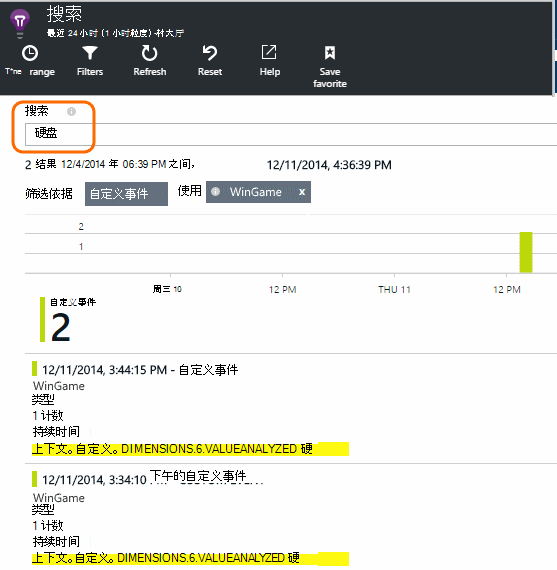 搜索
最近 24 小时 (1 小时粒度) -村大厅
range Filters Refresh Reset Help Save favorite
搜索
硬盘
2 结果 12/4/2014 年 06:39 PM 之间, 12/11/2014, 4:36:39 PM
筛选依据 自定义事件 使用 WinGame x
2
1
周三 10 12 PM THU 11 12 PM
自定义事件
2
12/11/2014, 3:44:15 PM - 自定义事件
WinGame
类型
1 计数
持续时间
上下文。自定义。DIMENSIONS.6.VALUEANALYZED 硬
12/11/2014, 3:34:10 下午的自定义事件
WinGame
类型
1 计数
持续时间
上下文。自定义。DIMENSIONS.6.VALUEANALYZED 硬